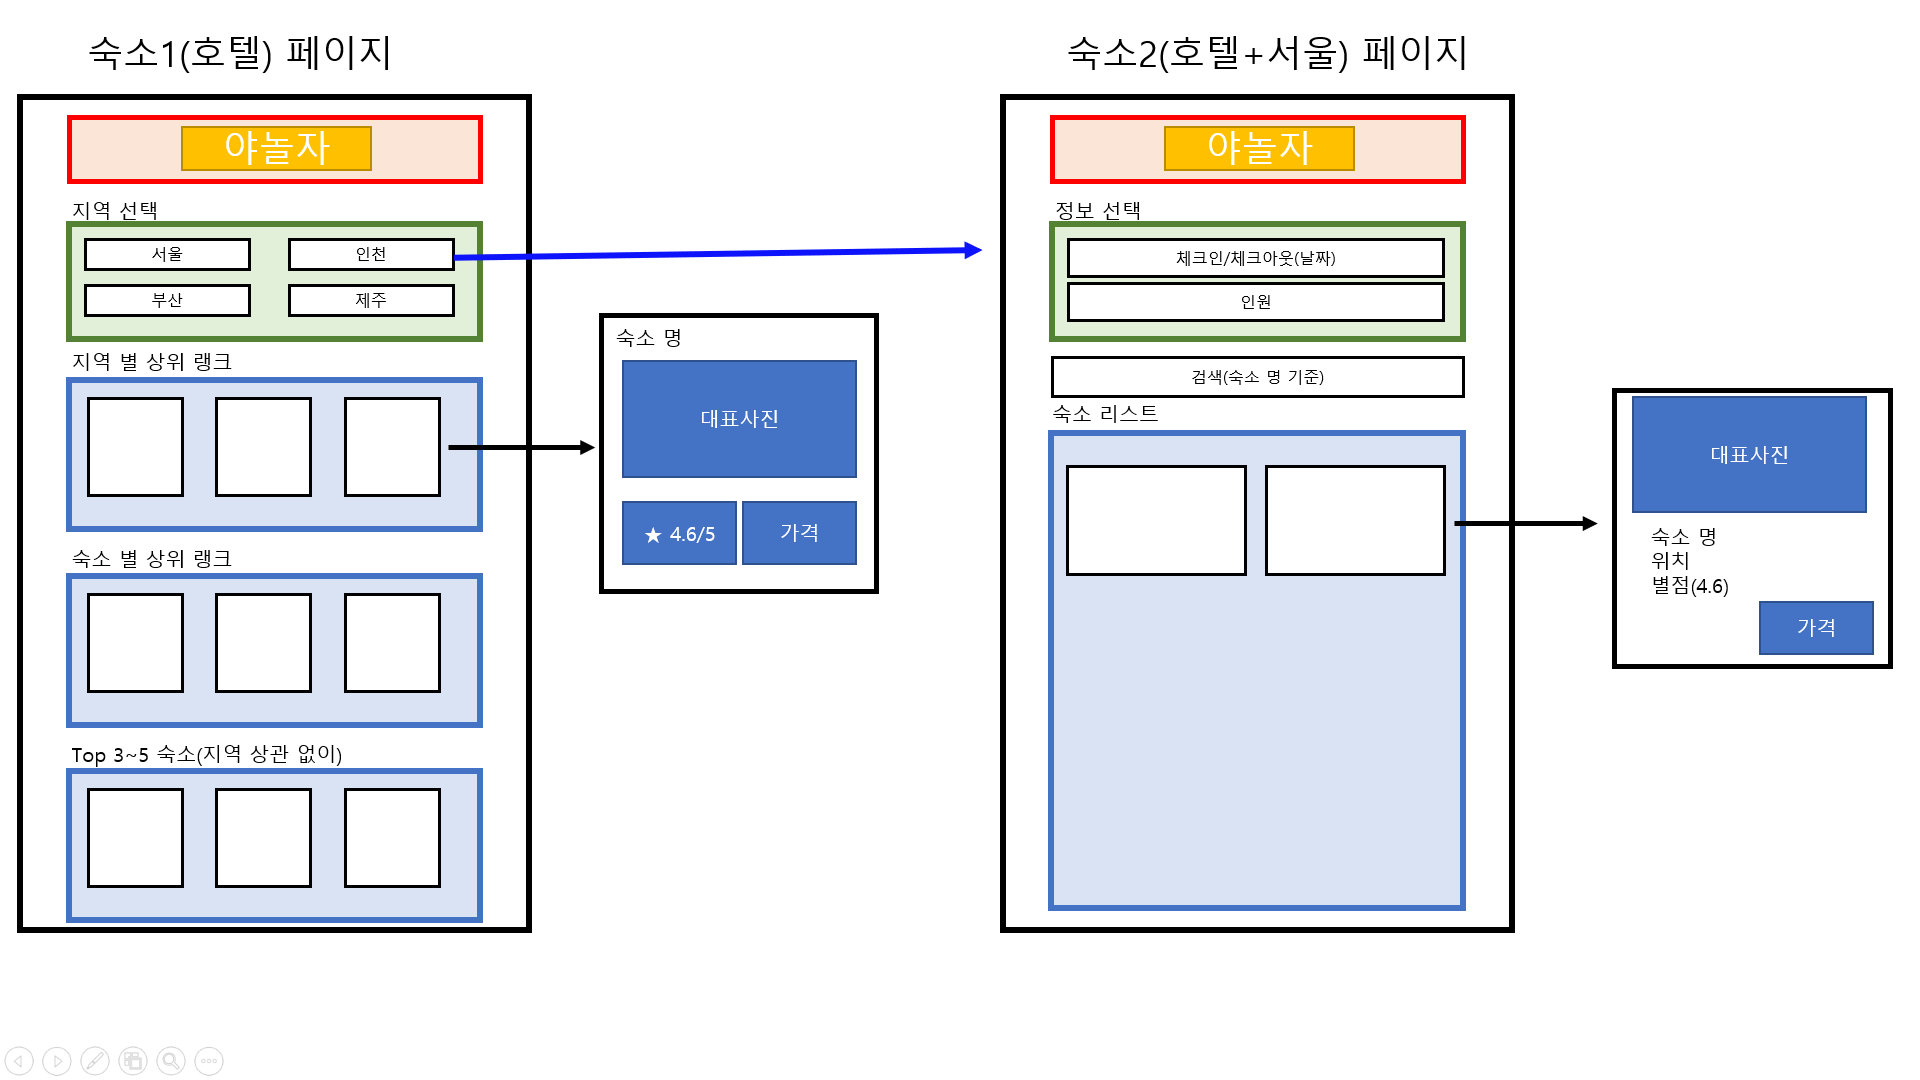 숙소1(호텔) 페이지
야놀자
지역 선택
서울
인천
부산
제주
지역 별 상위 랭크
숙소 별 상위 랭크
Top 3~5 숙소(지역 상관 없이)
숙소 명
대표사진
★ 4.6/5
가격
숙소2(호텔+서울) 페이지
야놀자
정보 선택
체크인/체크아웃(날짜)
인원
검색(숙소 명 기준)
숙소 리스트
대표사진
숙소 명
위치
별점(4.6)
가격